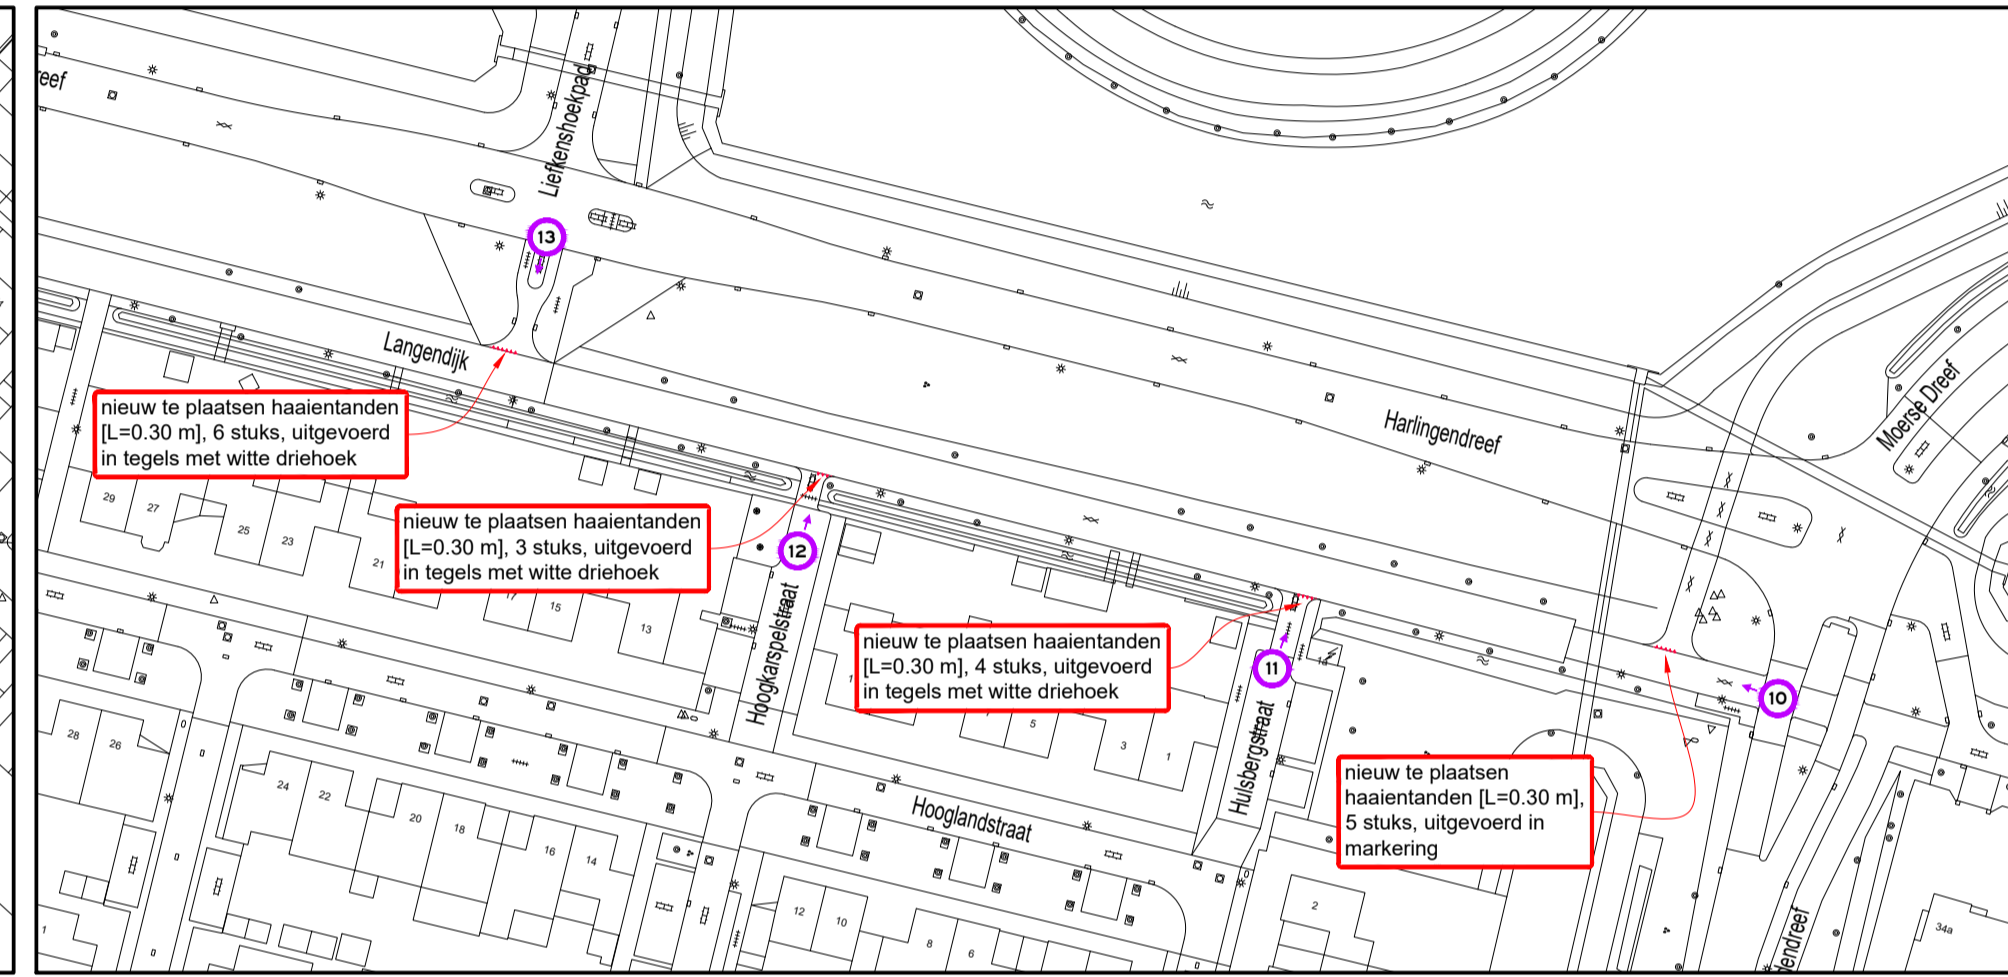 reef
Liefkenshoekpad
13
Langendijk
Harlingendreef
Moerse Dreef
nieuw te plaatsen haaientanden
[L=0.30 m], 6 stuks, uitgevoerd
in tegels met witte driehoek
nieuw te plaatsen haaientanden
[L=0.30 m], 3 stuks, uitgevoerd
in tegels met witte driehoek
12
29
27
25
23
21
17
15
13
Hoogkarspelstraat
nieuw te plaatsen haaientanden
[L=0.30 m], 4 stuks, uitgevoerd
in tegels met witte driehoek
11
10
5
3
1
Hulsbergstraat
nieuw te plaatsen
haaientanden [L=0.30 m],
5 stuks, uitgevoerd in
markering
Hooglandstraat
28
26
24
22
20
18
16
14
12
10
8
6
2
1
34a
dendreef